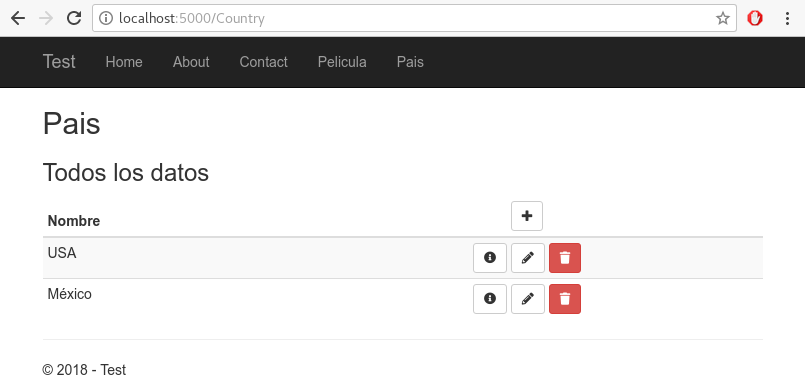 localhost:5000/Country
Test Home About Contact Pelicula Pais
Pais
Todos los datos
Nombre
USA
México
© 2018 - Test